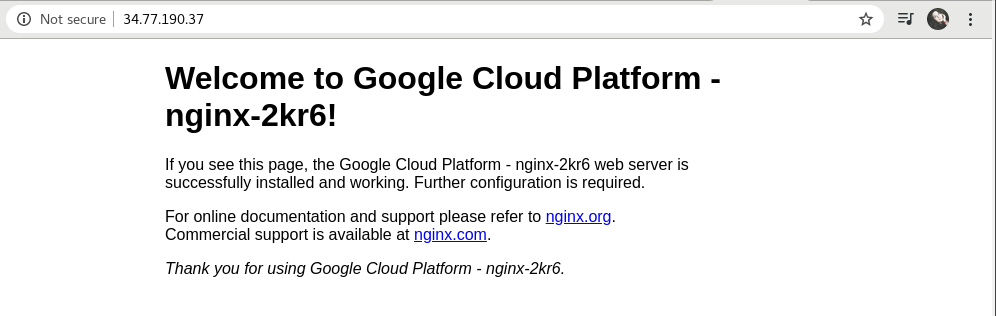 Not secure 34.77.190.37
Welcome to Google Cloud Platform -
nginx-2kr6!
If you see this page, the Google Cloud Platform - nginx-2kr6 web server is
successfully installed and working. Further configuration is required.
For online documentation and support please refer to nginx.org.
Commercial support is available at nginx.com.
Thank you for using Google Cloud Platform - nginx-2kr6.